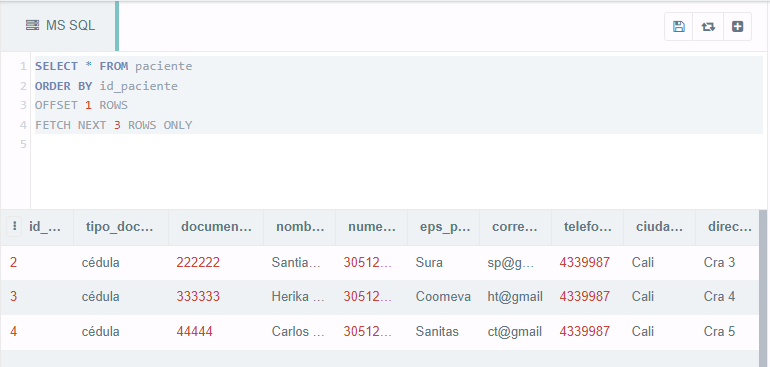 MS SQL
1 SELECT * FROM paciente
2 ORDER BY id_paciente
3 OFFSET 1 ROWS
4 FETCH NEXT 3 ROWS ONLY
5
id_... tipo_doc... documen... nomb... nume... eps_p... corre... telefo... ciuda... direc...
2 cédula 222222 Santia... 30512... Sura sp@g... 4339987 Cali Cra 3
3 cédula 333333 Herika ... 30512... Coomeva ht@gmail 4339987 Cali Cra 4
4 cédula 44444 Carlos ... 30512... Sanitas ct@gmail 4339987 Cali Cra 5